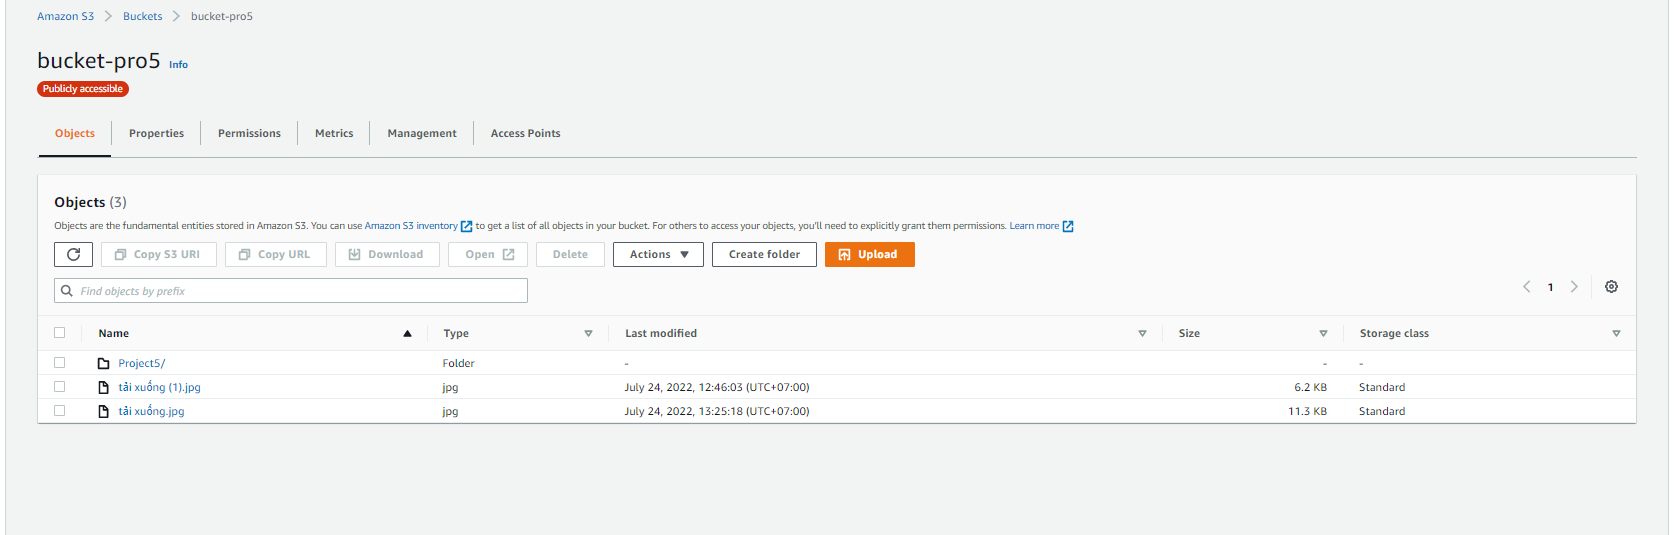 Amazon S3 > Buckets > bucket-pro5
bucket-pro5 Info
Publicly accessible
Objects Properties Permissions Metrics Management Access Points
Objects (3)
Objects are the fundamental entities stored in Amazon S3. You can use Amazon S3 inventory to get a list of all objects in your bucket. For others to access your objects, you'll need to explicitly grant them permissions. Learn more
Copy S3 URI Copy URL Download Open Delete Actions Create folder Upload
Find objects by prefix
< 1 >
Name Type Last modified Size Storage class
Project5/ Folder - - -
tải xuống (1).jpg jpg July 24, 2022, 12:46:03 (UTC+07:00) 6.2 KB Standard
tải xuống.jpg jpg July 24, 2022, 13:25:18 (UTC+07:00) 11.3 KB Standard